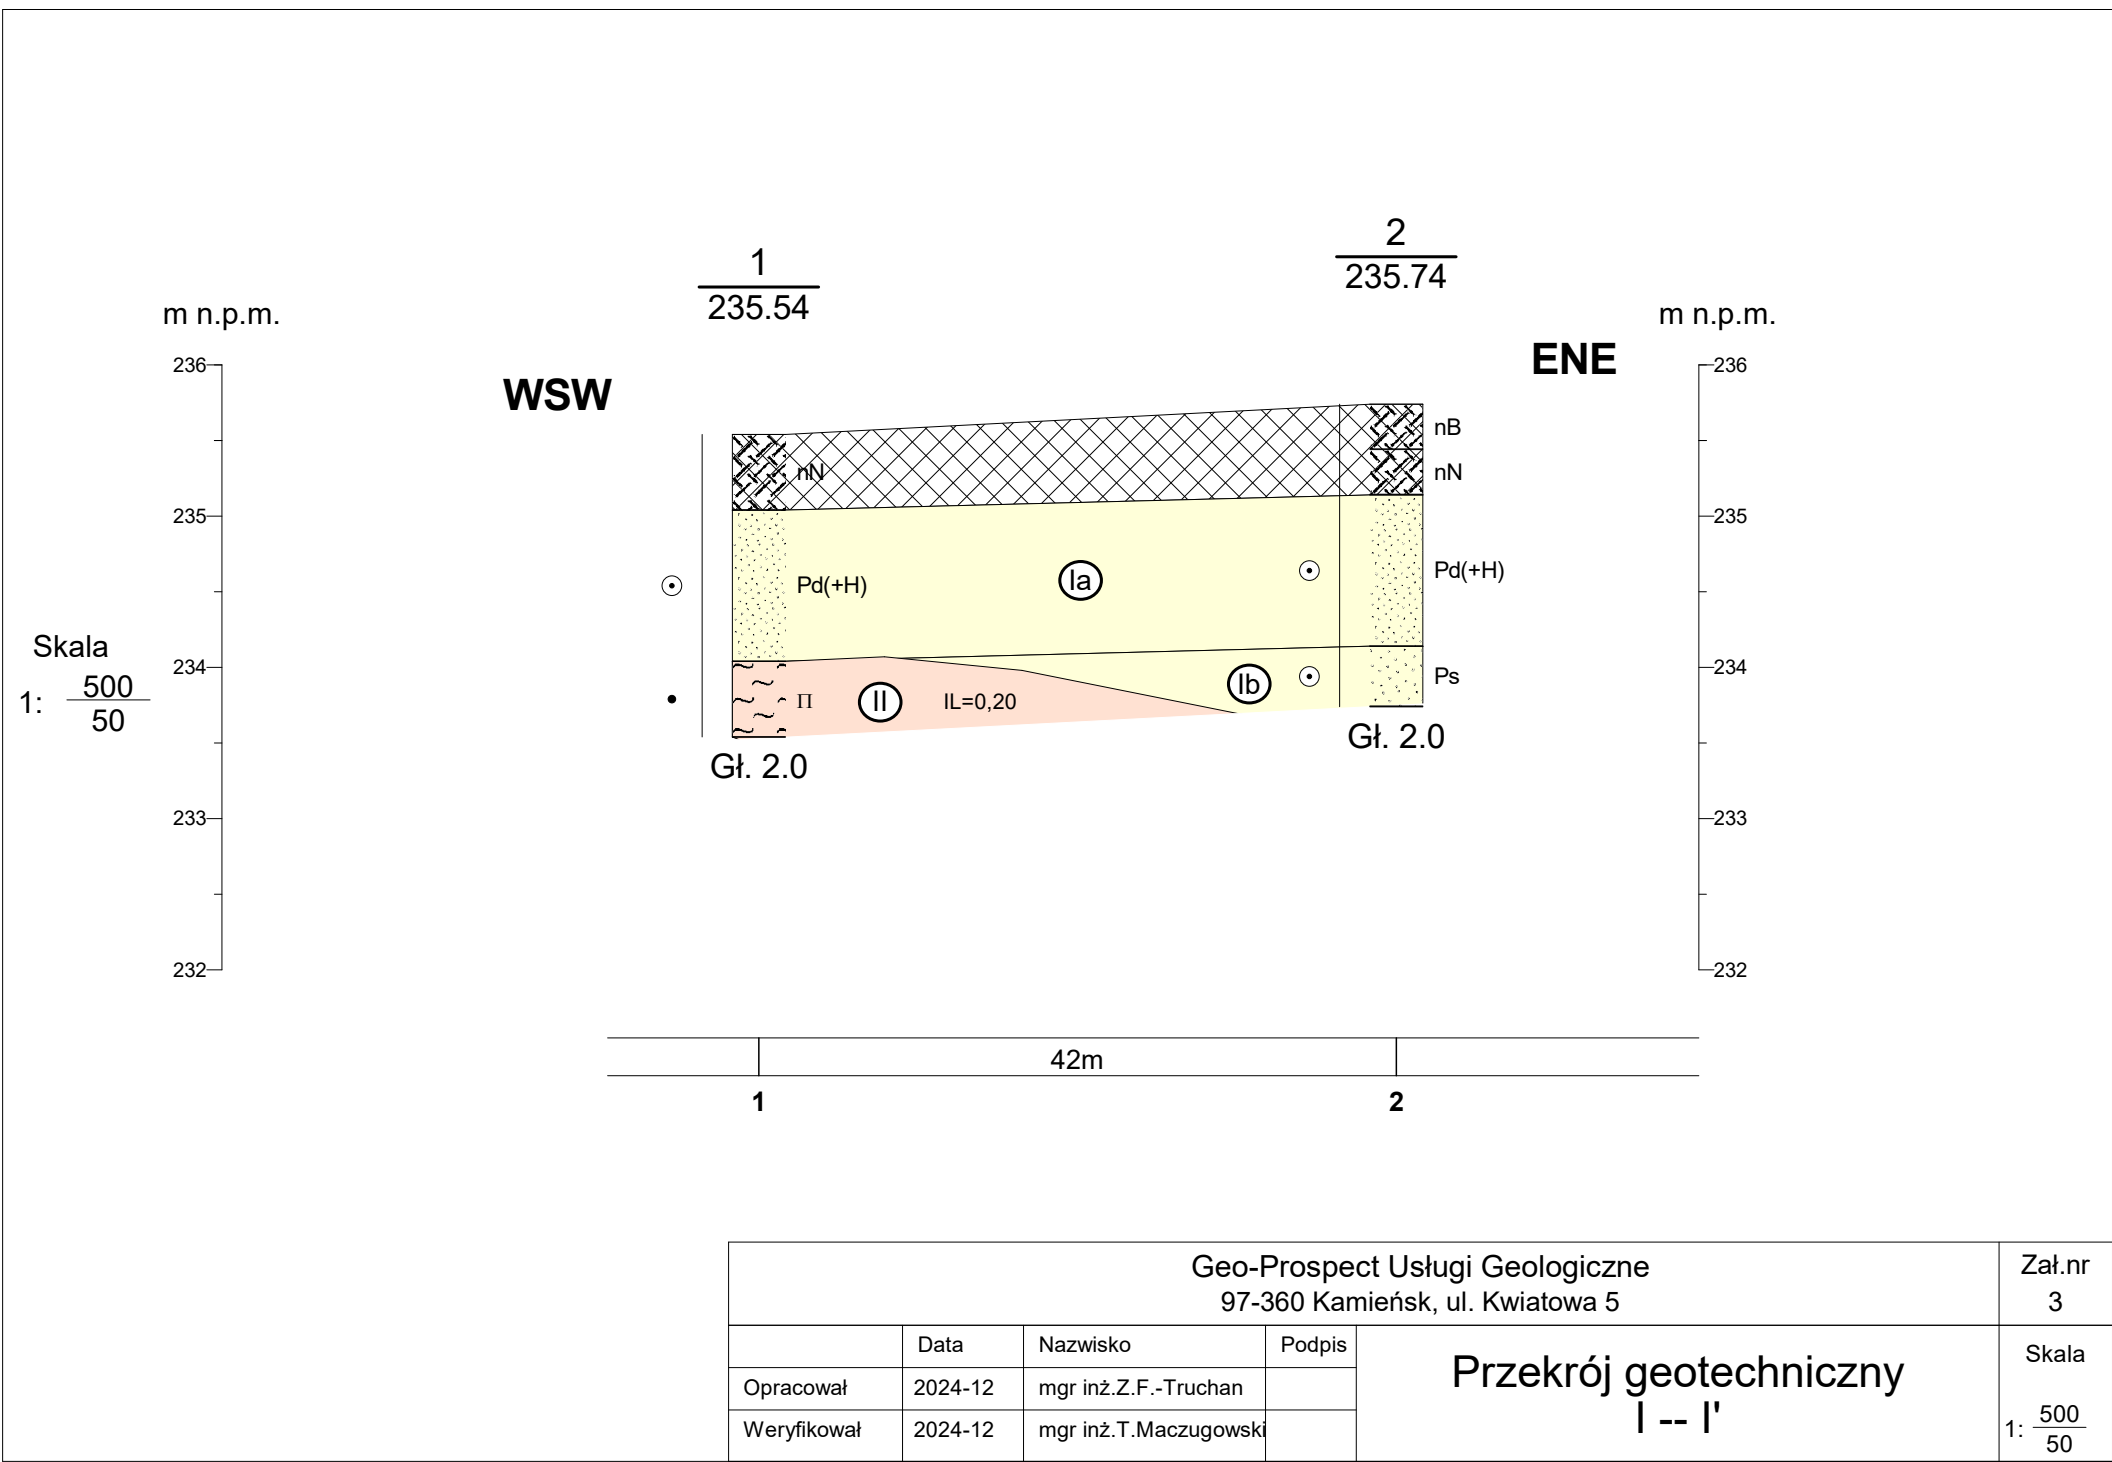 1
235.54
2
235.74
m n.p.m.
m n.p.m.
WSW
ENE
236
235
234
233
232
236
235
234
233
232
nN
nB
nN
Pd(+H)
Ia
Pd(+H)
Π
II
IL=0,20
Ib
Ps
Gł. 2.0
Gł. 2.0
Skala
1: 500
50
42m
1
2
Geo-Prospect Usługi Geologiczne
97-360 Kamieńsk, ul. Kwiatowa 5
Zał.nr
3
Data Nazwisko Podpis
Opracował 2024-12 mgr inż.Z.F.-Truchan
Weryfikował 2024-12 mgr inż.T.Maczugowski
Przekrój geotechniczny
I -- I'
Skala
1: 500
50